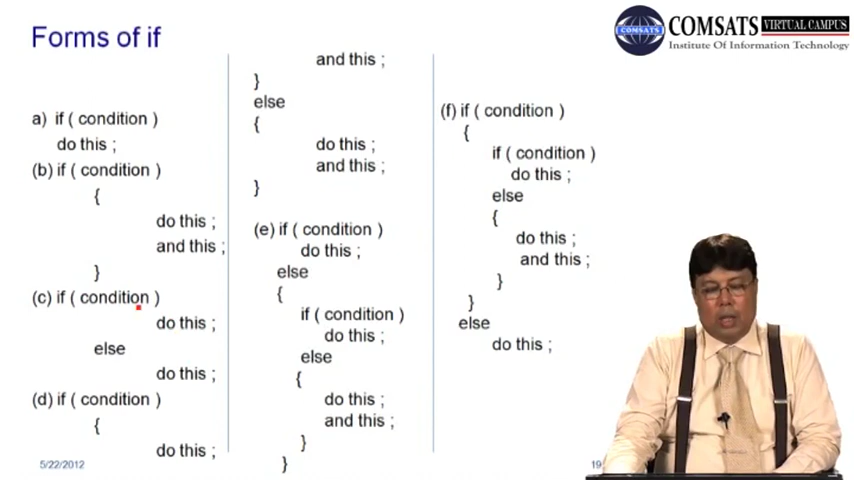 Forms of if
COMSATS VIRTUAL CAMPUS
COMSATS
Institute Of Information Technology
a) if ( condition )
do this ;
(b) if ( condition )
{
do this ;
and this ;
}
(c) if ( condition )
do this ;
else
do this ;
(d) if ( condition )
{
do this ;
and this ;
}
else
{
do this ;
and this ;
}
(e) if ( condition )
do this ;
else
{
if ( condition )
do this ;
else
{
do this ;
and this ;
}
}
(f) if ( condition )
{
if ( condition )
do this ;
else
{
do this ;
and this ;
}
}
else
do this ;
5/22/2012
19